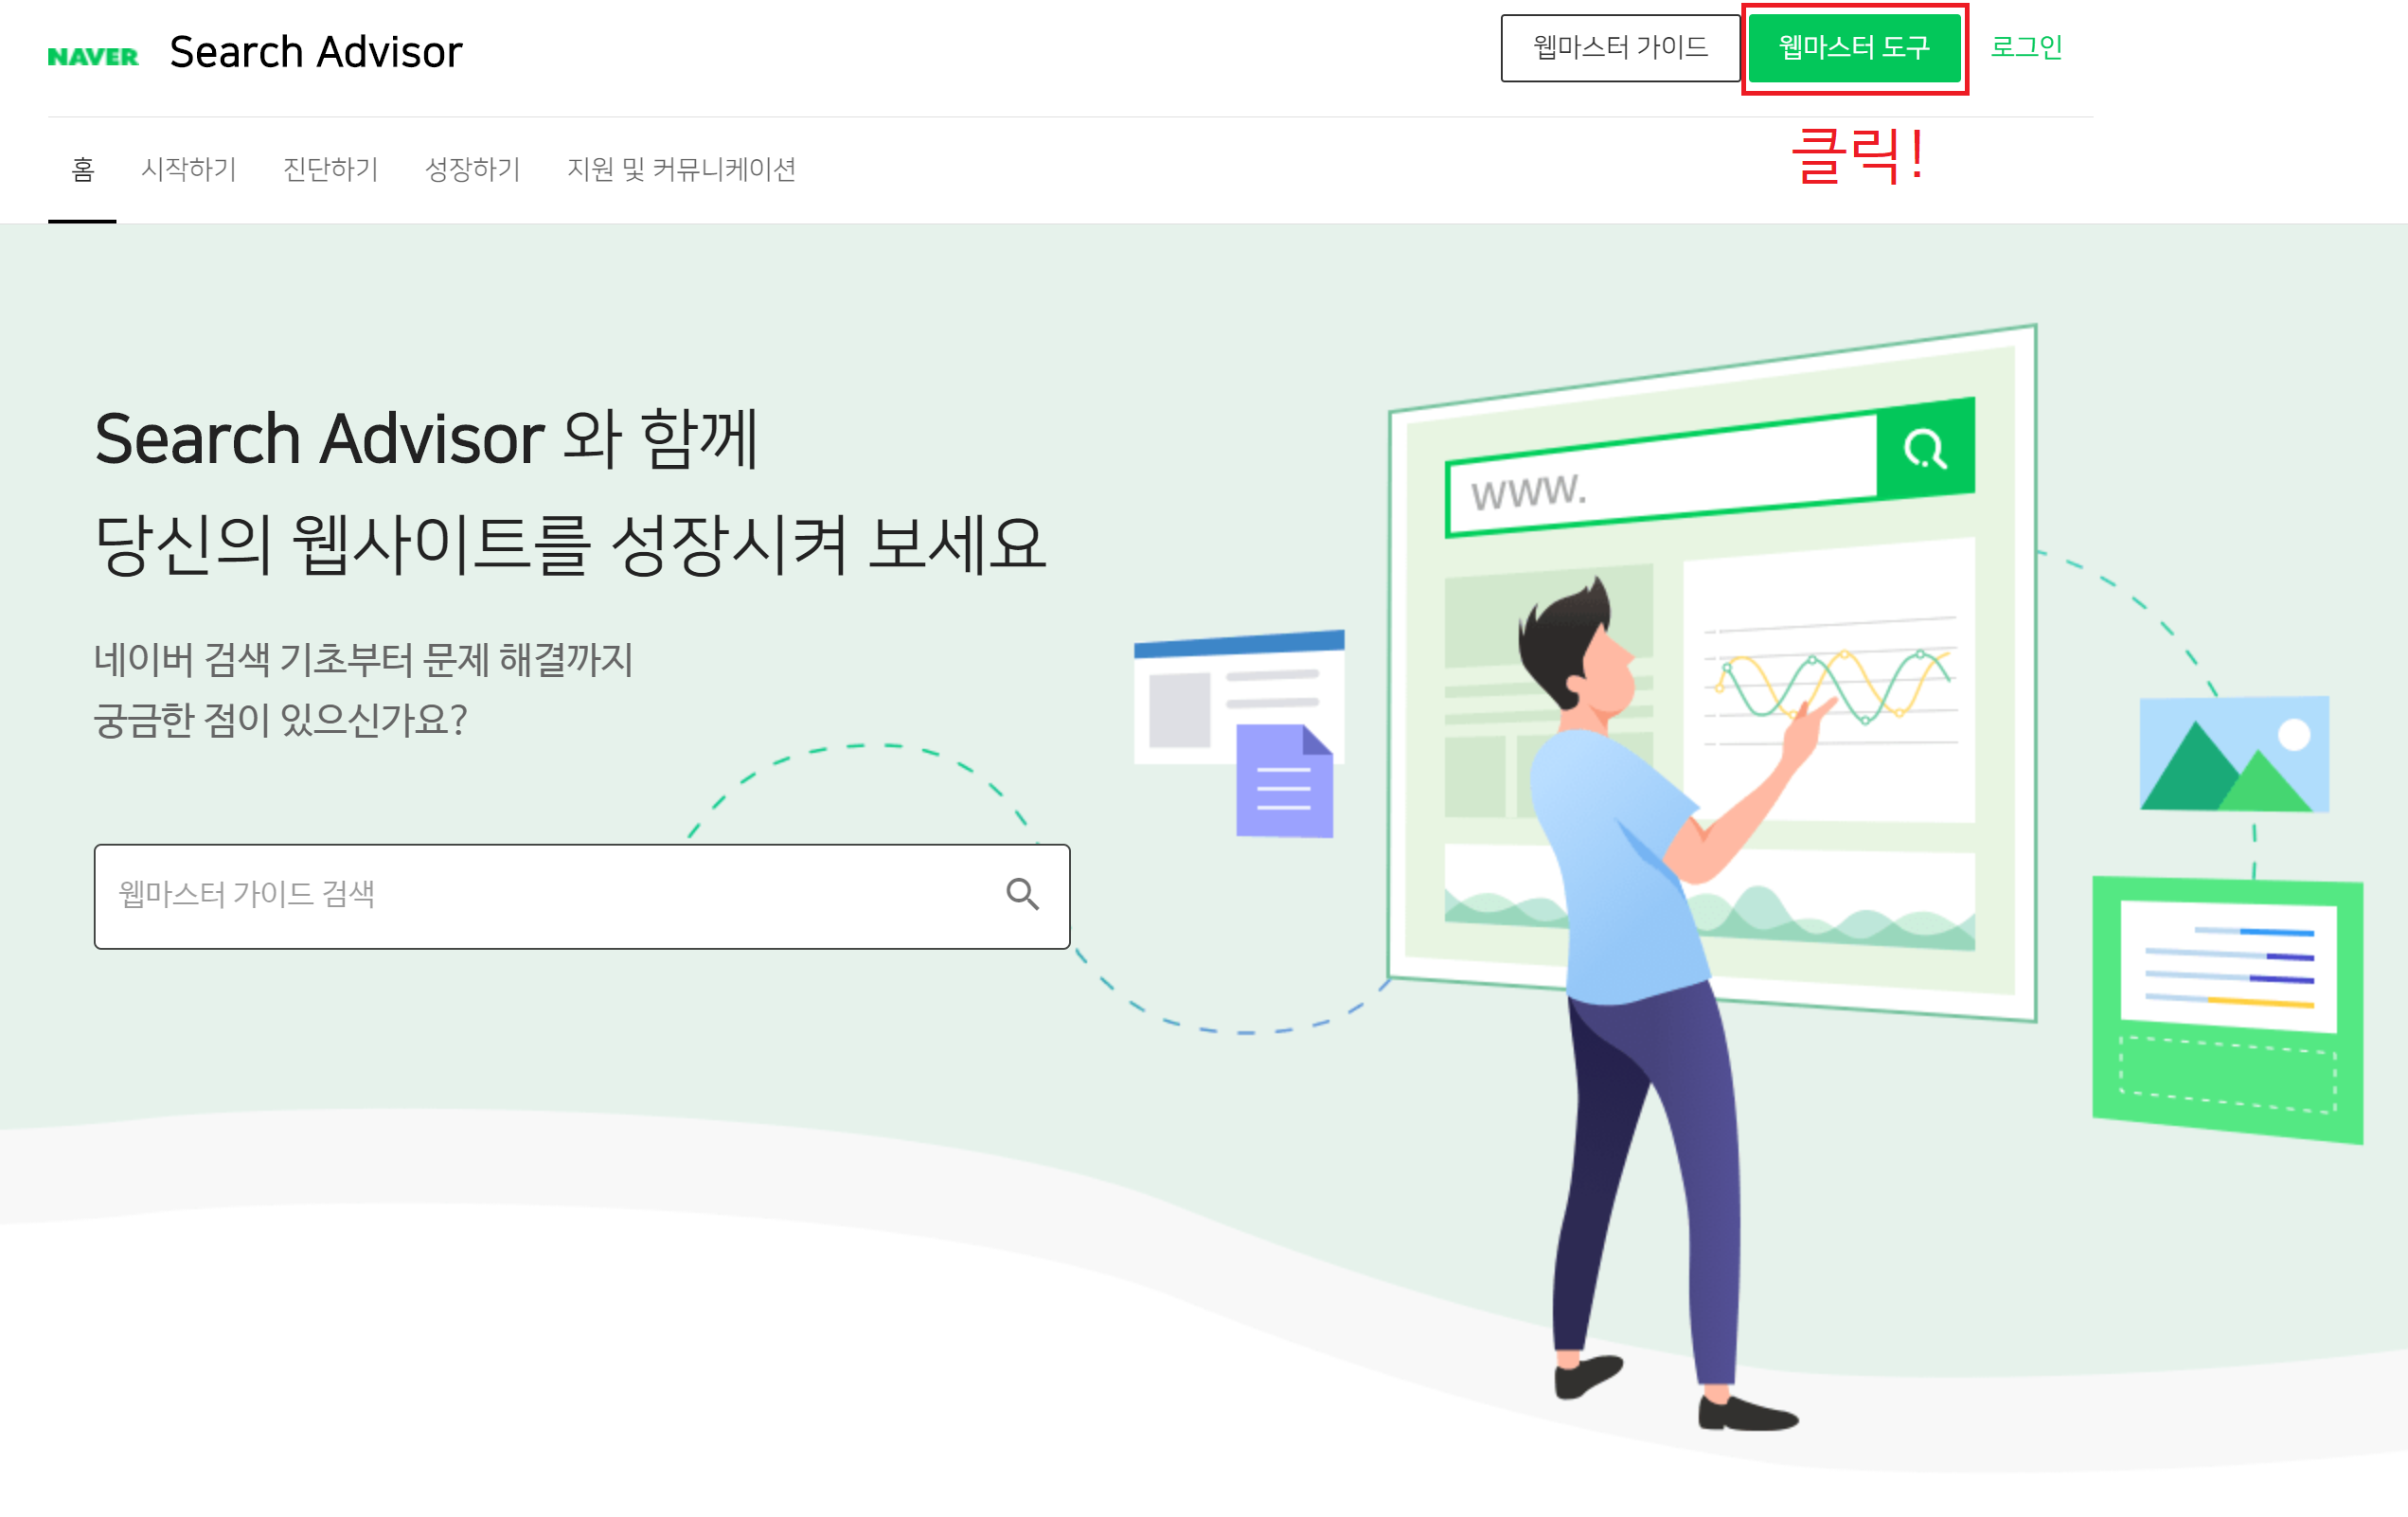 NAVER Search Advisor
웹마스터 가이드
웹마스터 도구
로그인
클릭!
홈 시작하기 진단하기 성장하기 지원 및 커뮤니케이션
Search Advisor 와 함께
당신의 웹사이트를 성장시켜 보세요
네이버 검색 기초부터 문제 해결까지
궁금한 점이 있으신가요?
웹마스터 가이드 검색
www.